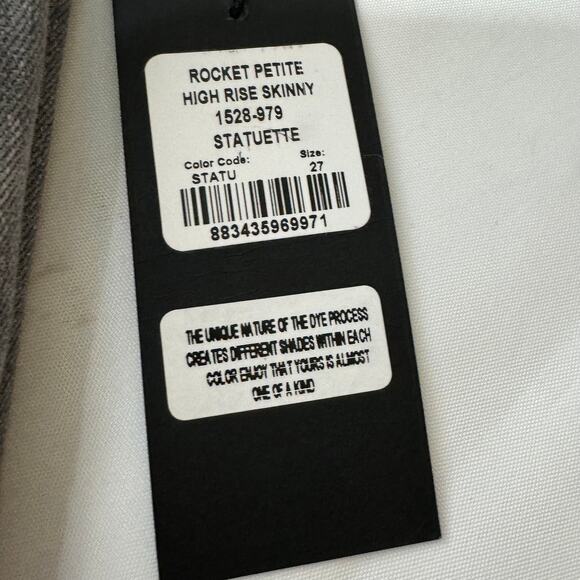 ROCKET PETITE
HIGH RISE SKINNY
1528-979
STATUETTE
Color Code: Size:
STATU 27
883435969971
THE UNIQUE NATURE OF THE DYE PROCESS
CREATES DIFFERENT SHADES WITHIN EACH
COLOR ENJOY THAT YOURS IS ALMOST
ONE OF A KIND